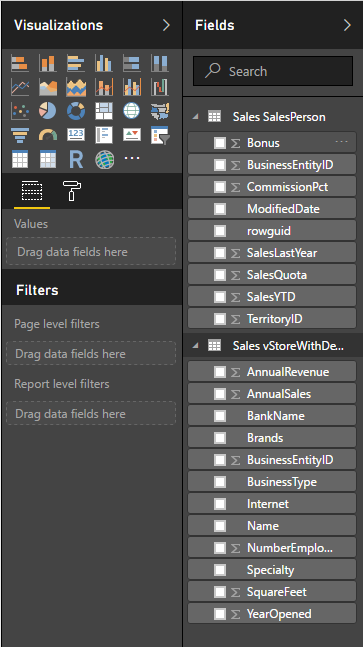 Visualizations
123
R
Values
Drag data fields here
Filters
Page level filters
Drag data fields here
Report level filters
Drag data fields here
Fields
Search
Sales SalesPerson
Σ Bonus ...
Σ BusinessEntityID
Σ CommissionPct
ModifiedDate
rowguid
Σ SalesLastYear
Σ SalesQuota
Σ SalesYTD
Σ TerritoryID
Sales vStoreWithDe...
Σ AnnualRevenue
Σ AnnualSales
BankName
Brands
Σ BusinessEntityID
BusinessType
Internet
Name
Σ NumberEmplo...
Specialty
Σ SquareFeet
Σ YearOpened